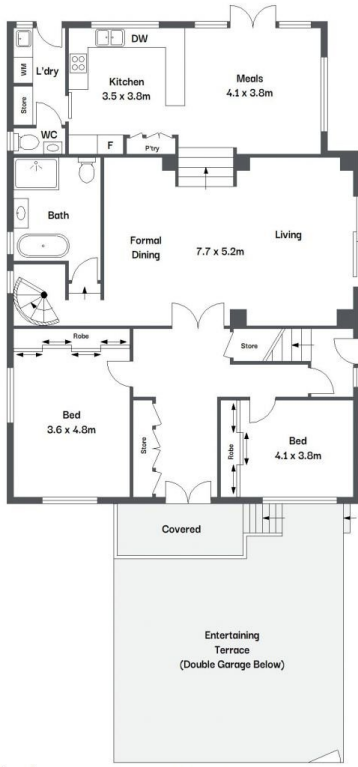 DW
L'dry
WM
Kitchen
3.5 x 3.8m
Meals
4.1 x 3.8m
Store
WC
F
P'try
Bath
Living
Formal
Dining
7.7 x 5.2m
Robe
Store
Bed
3.6 x 4.8m
Store
Robe
Bed
4.1 x 3.8m
Covered
Entertaining
Terrace
(Double Garage Below)